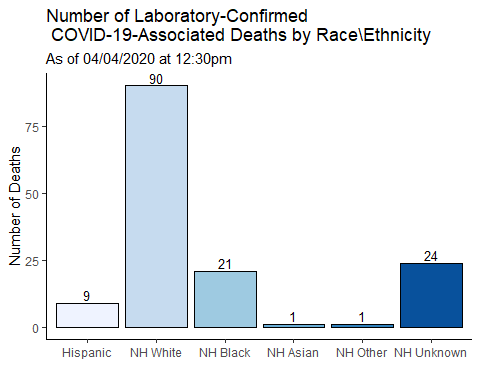 Number of Laboratory-Confirmed
COVID-19-Associated Deaths by Race\Ethnicity
As of 04/04/2020 at 12:30pm
Number of Deaths
75
50
25
0
9
90
21
1
1
24
Hispanic NH White NH Black NH Asian NH Other NH Unknown